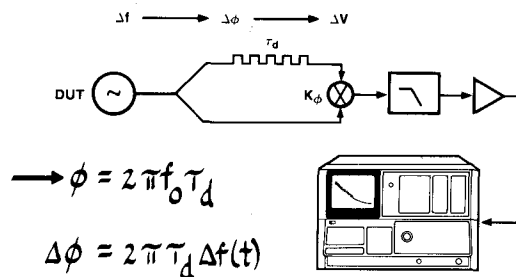 Δf → Δϕ → ΔV
τd
DUT ~ Kϕ
→ ϕ = 2πf₀τd
Δϕ = 2πτdΔf(t)